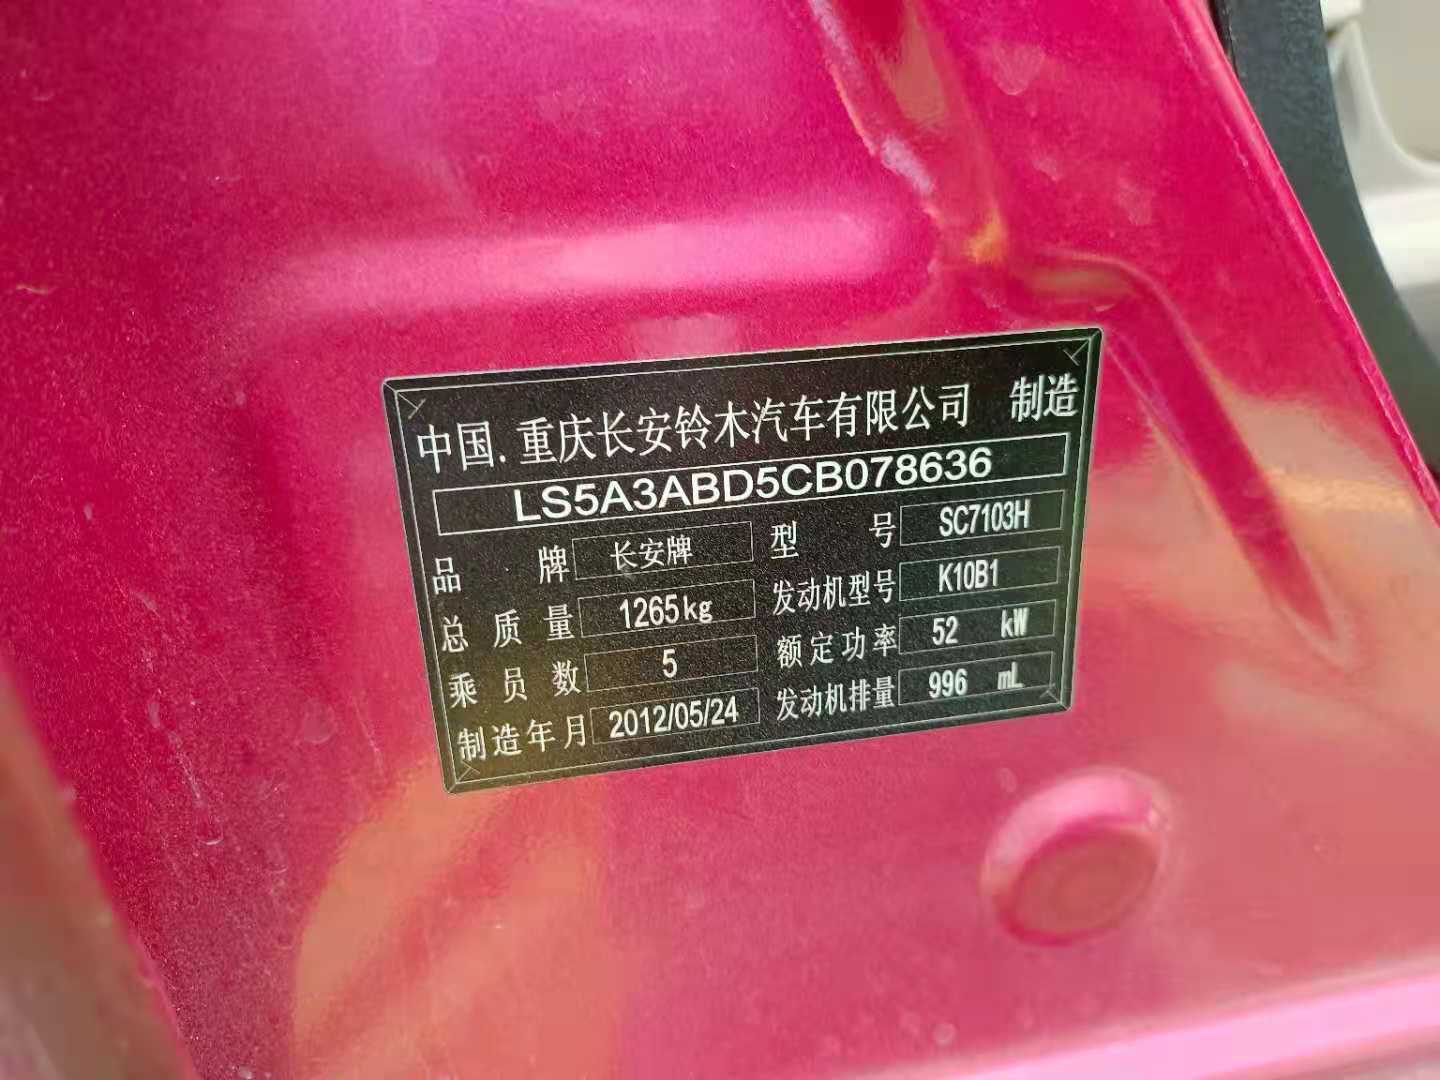 中国. 重庆长安铃木汽车有限公司 制造
LS5A3ABD5CB078636
品牌 长安牌 型号 SC7103H
总质量 1265kg 发动机型号 K10B1
乘员数 5 额定功率 52 kW
制造年月 2012/05/24 发动机排量 996 mL